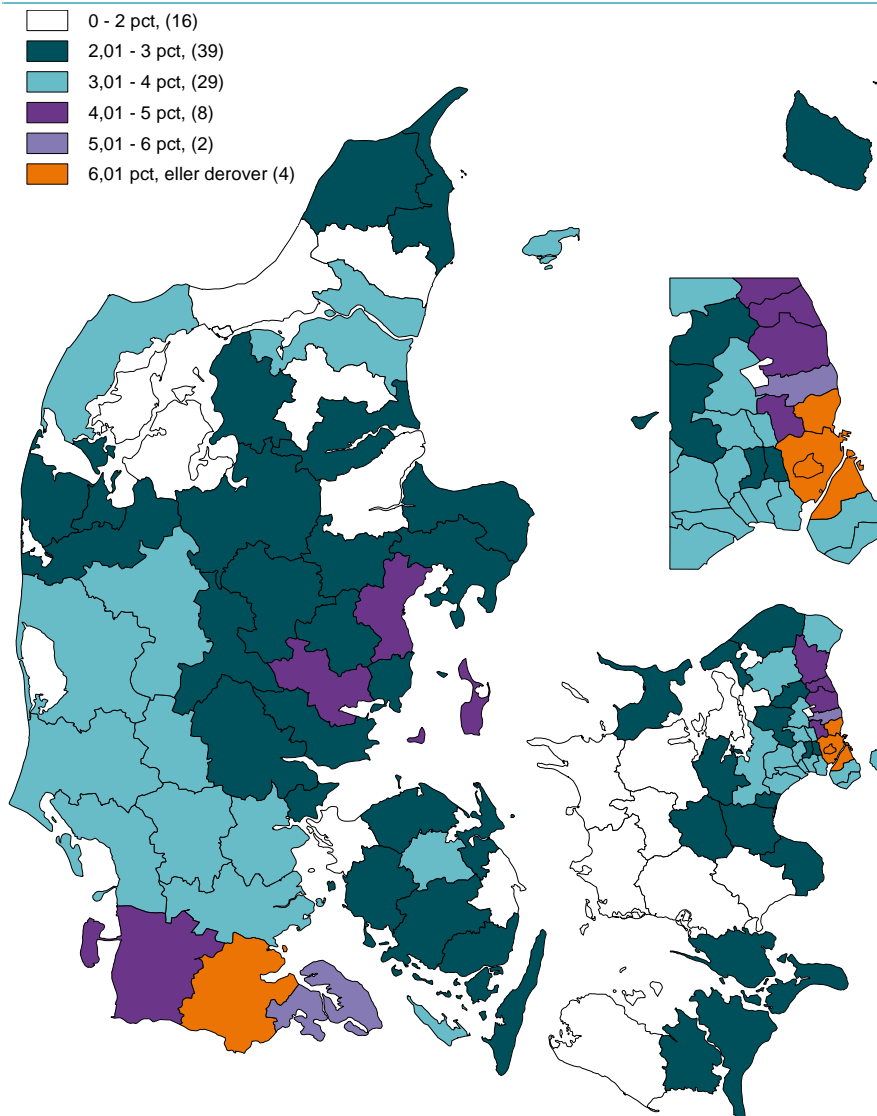 0 - 2 pct, (16)
2,01 - 3 pct, (39)
3,01 - 4 pct, (29)
4,01 - 5 pct, (8)
5,01 - 6 pct, (2)
6,01 pct, eller derover (4)